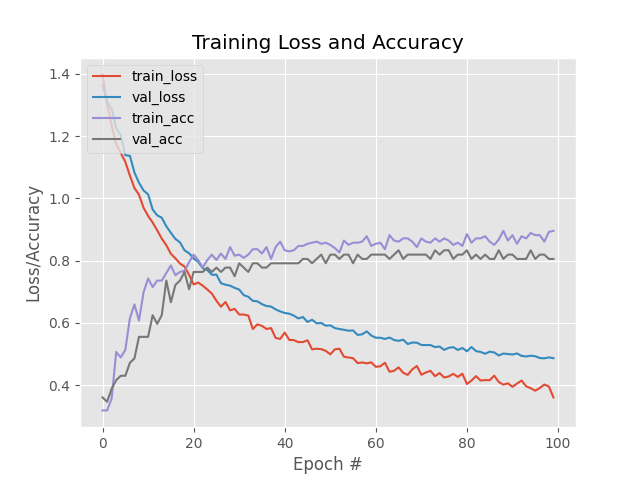 Training Loss and Accuracy
train_loss
val_loss
train_acc
val_acc
1.4
1.2
1.0
0.8
0.6
0.4
Loss/Accuracy
0 20 40 60 80 100
Epoch #